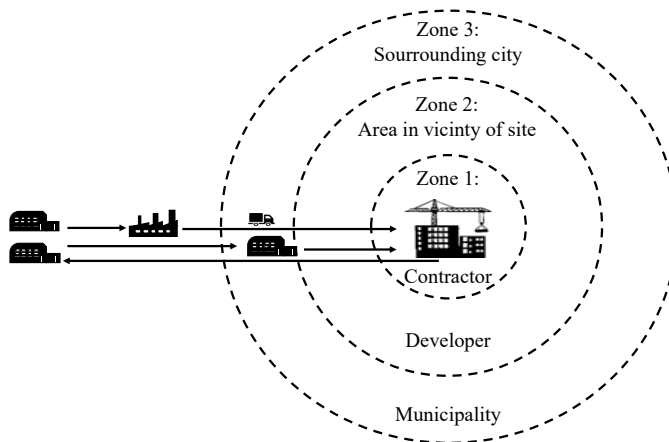 Zone 3:
Sourrounding city
Zone 2:
Area in vicinty of site
Zone 1:
Contractor
Developer
Municipality